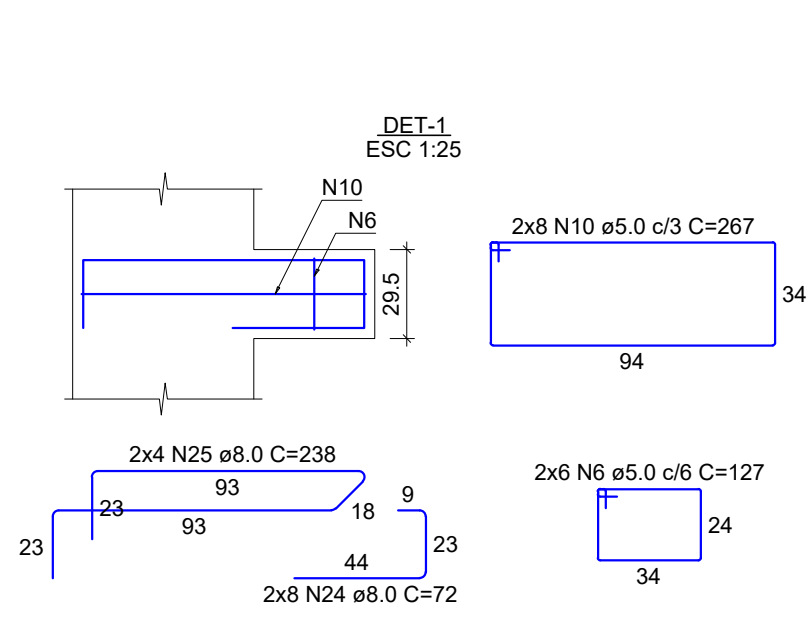 DET-1
ESC 1:25
N10
N6
29.5
2x8 N10 ø5.0 c/3 C=267
34
94
2x4 N25 ø8.0 C=238
93
23
93
18
23
9
23
44
2x8 N24 ø8.0 C=72
2x6 N6 ø5.0 c/6 C=127
24
34